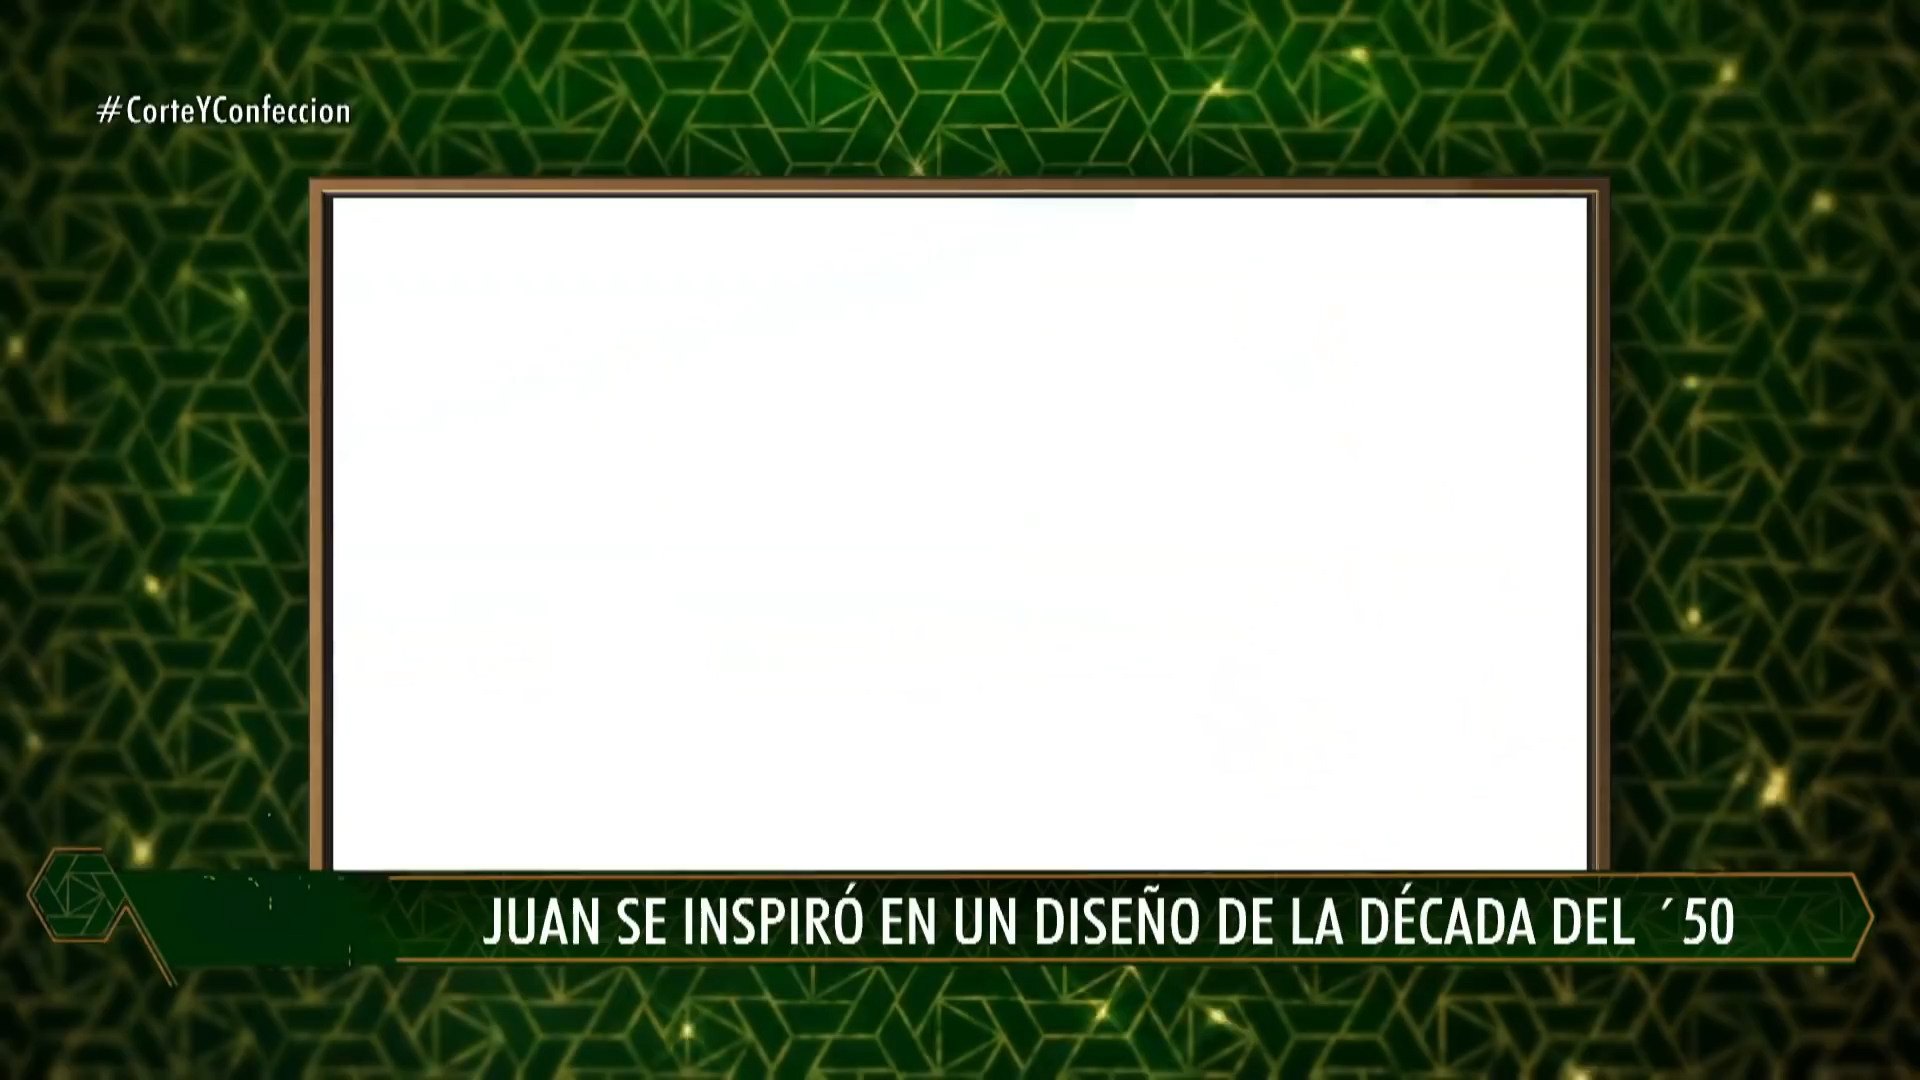 #CorteYConfeccion
JUAN SE INSPIRÓ EN UN DISEÑO DE LA DÉCADA DEL ´50